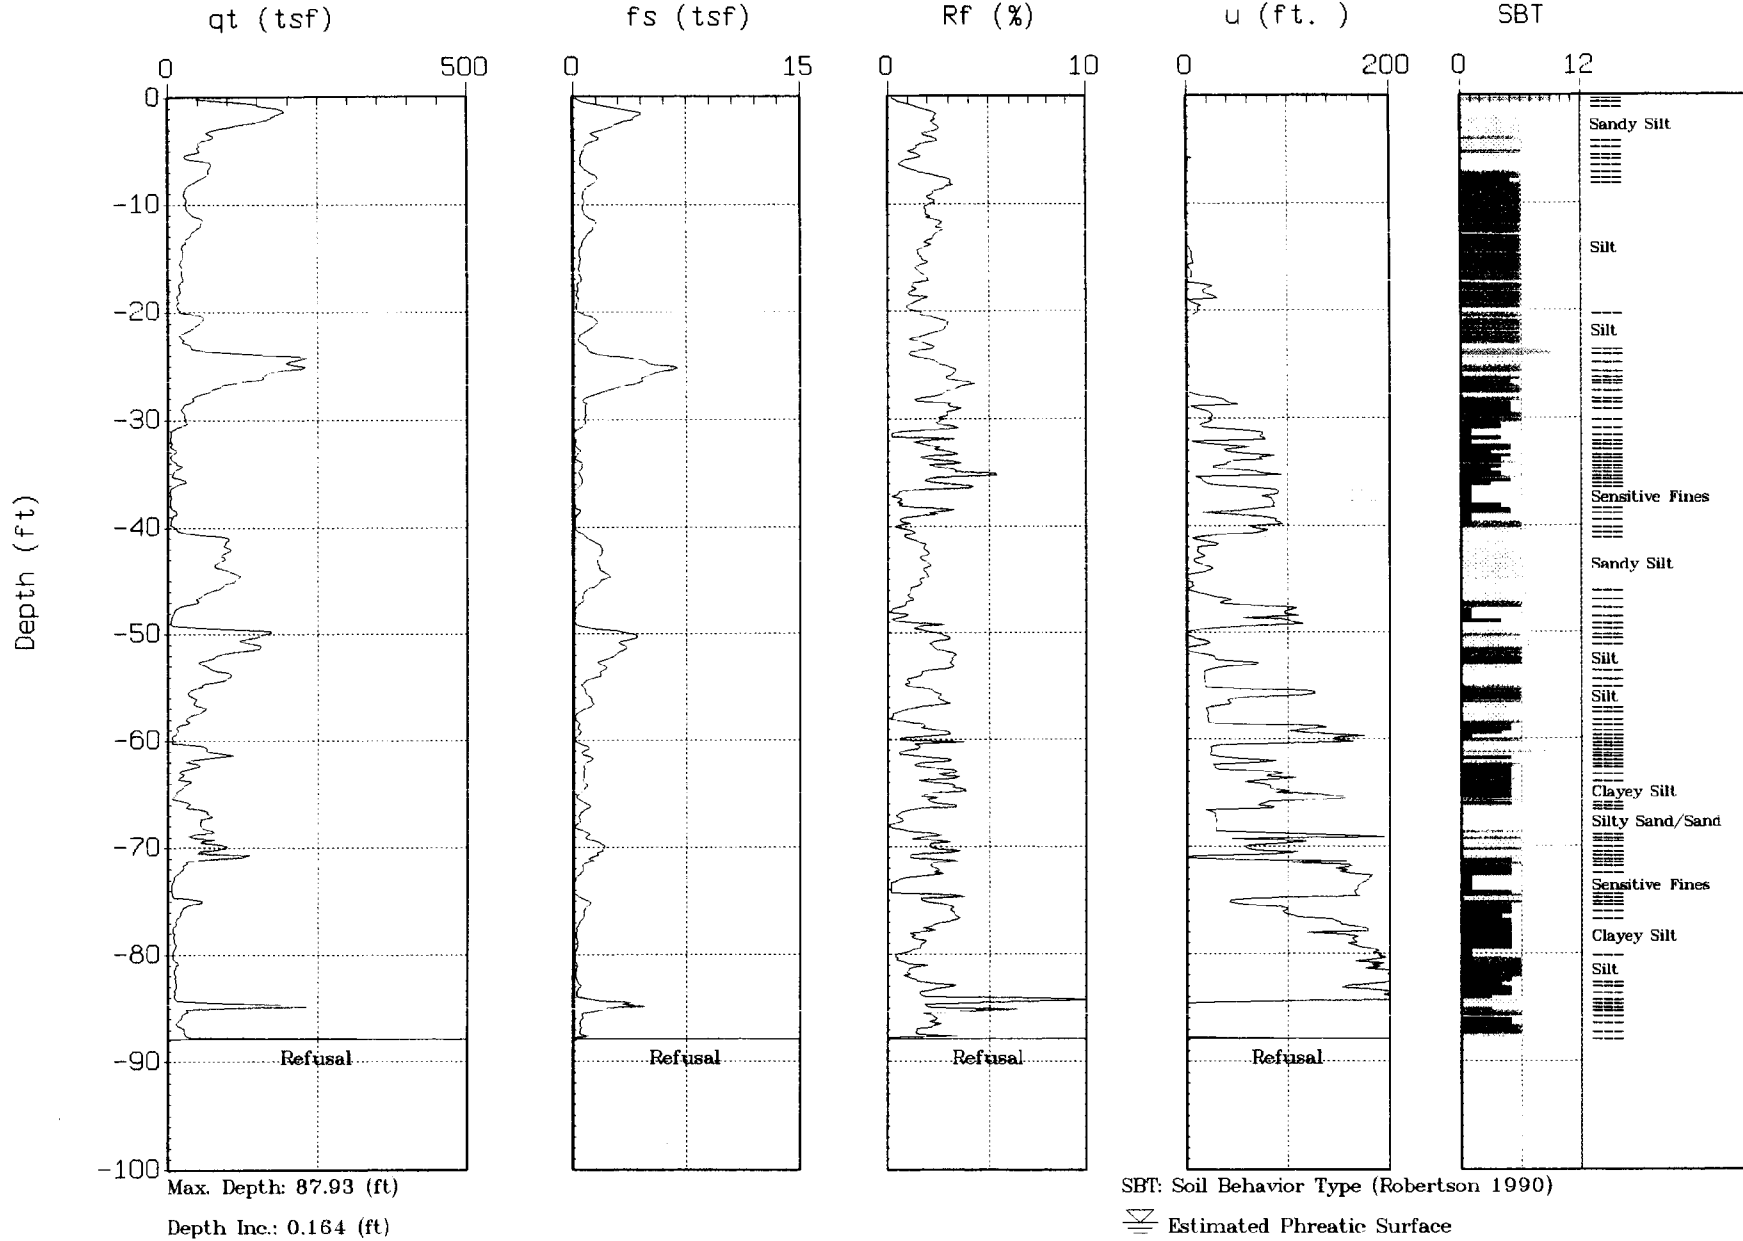 qt (tsf)
fs (tsf)
Rf (%)
u (ft. )
SBT
0 500
0 15
0 10
0 200
0 12
Depth (ft)
0
-10
-20
-30
-40
-50
-60
-70
-80
-90
-100
Sandy Silt
Silt
Silt
Sensitive Fines
Sandy Silt
Silt
Silt
Clayey Silt
Silty Sand/Sand
Sensitive Fines
Clayey Silt
Silt
Refusal
Refusal
Refusal
Refusal
Max. Depth: 87.93 (ft)
Depth Inc.: 0.164 (ft)
SBT: Soil Behavior Type (Robertson 1990)
Estimated Phreatic Surface